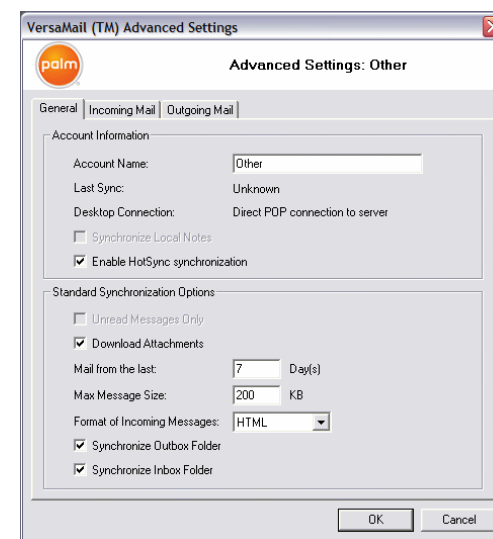 VersaMail (TM) Advanced Settings
palm
Advanced Settings: Other
General Incoming Mail Outgoing Mail
Account Information
Account Name: Other
Last Sync: Unknown
Desktop Connection: Direct POP connection to server
Synchronize Local Notes
Enable HotSync synchronization
Standard Synchronization Options
Unread Messages Only
Download Attachments
Mail from the last: 7 Day(s)
Max Message Size: 200 KB
Format of Incoming Messages: HTML
Synchronize Outbox Folder
Synchronize Inbox Folder
OK Cancel